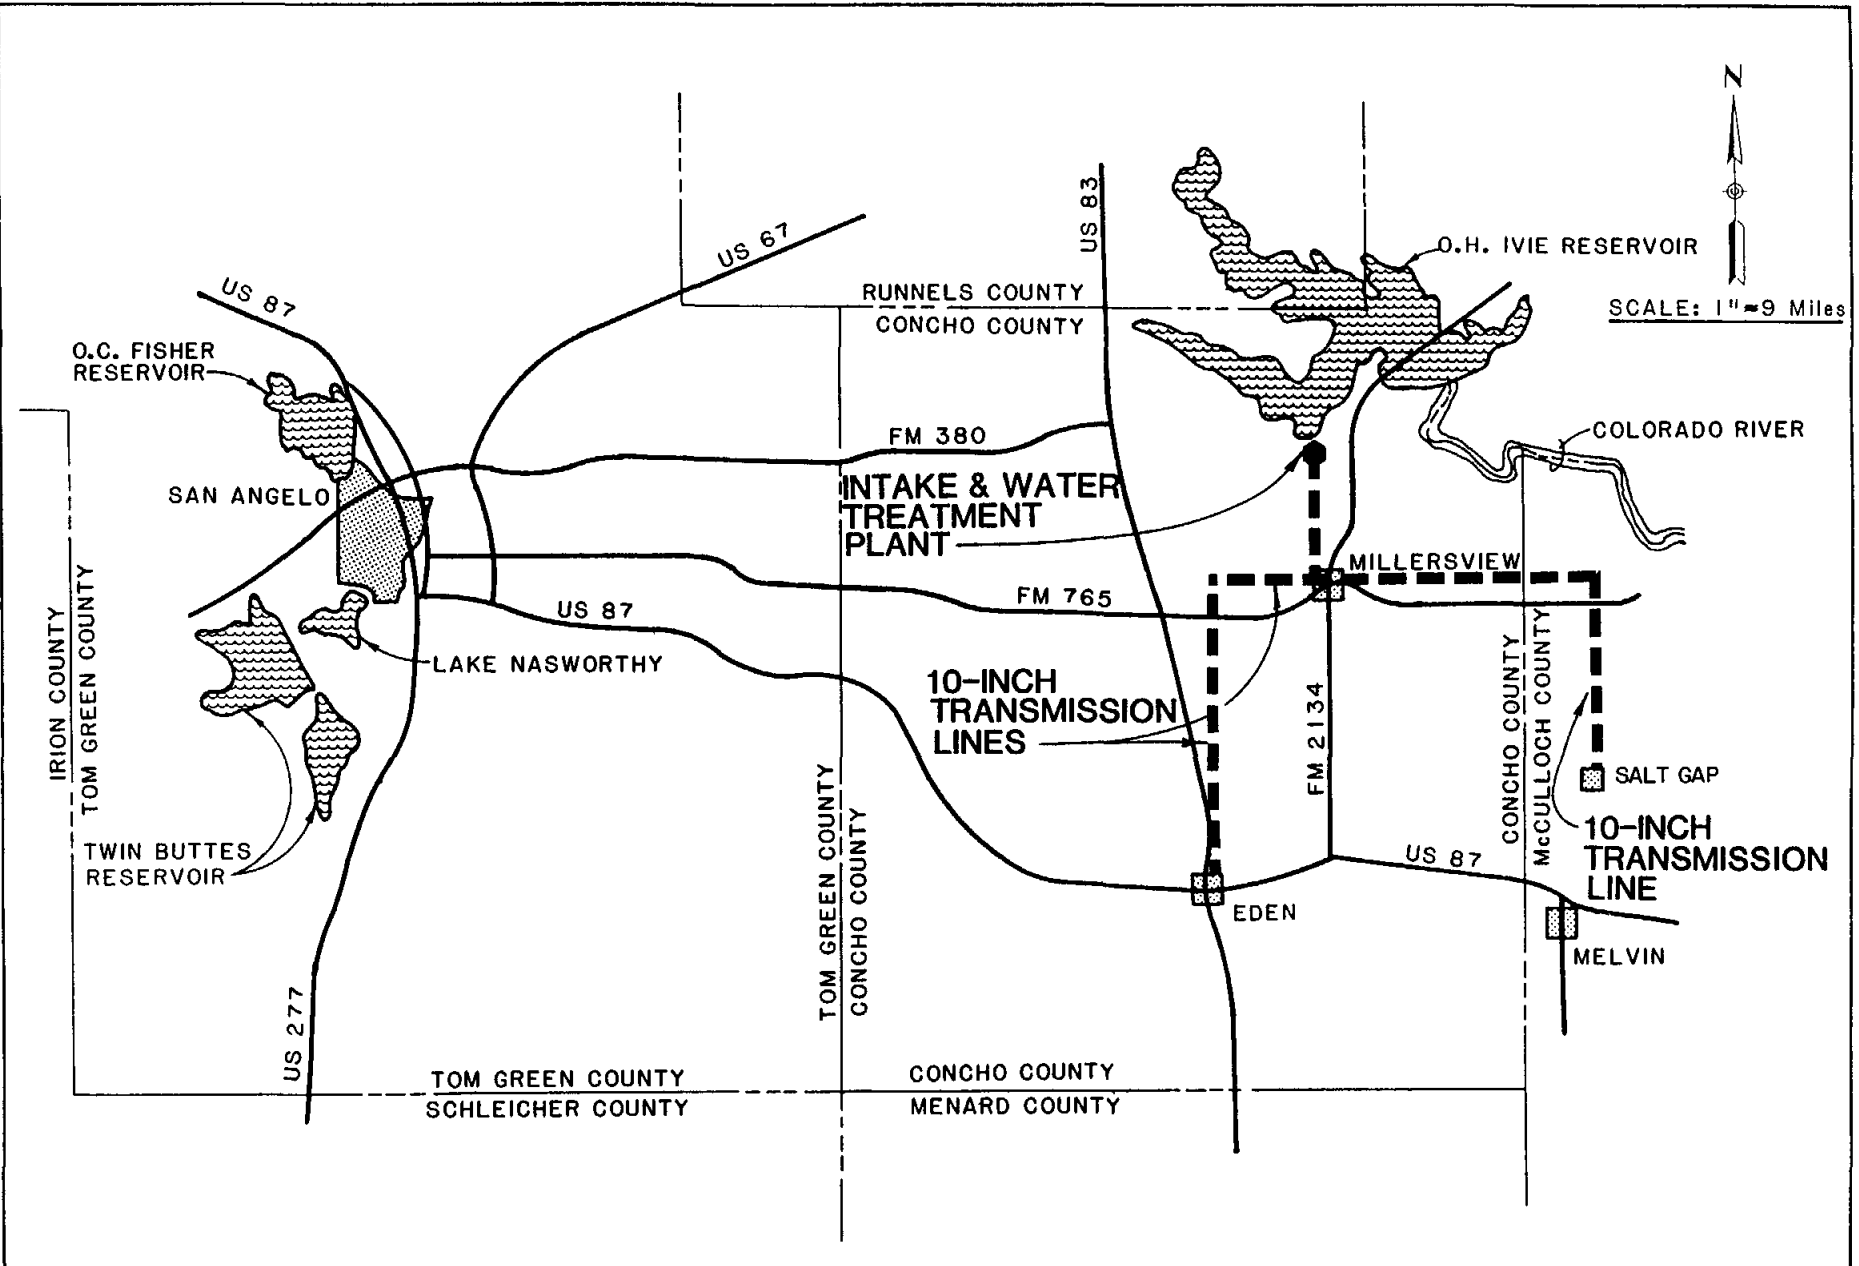 N
SCALE: 1"≈9 Miles
US 83
US 67
O.H. IVIE RESERVOIR
US 87
RUNNELS COUNTY
CONCHO COUNTY
O.C. FISHER
RESERVOIR
FM 380
COLORADO RIVER
SAN ANGELO
INTAKE & WATER
TREATMENT
PLANT
MILLERSVIEW
FM 765
US 87
IRION COUNTY
TOM GREEN COUNTY
LAKE NASWORTHY
10-INCH
TRANSMISSION
LINES
FM 2134
CONCHO COUNTY
McCULLOCH COUNTY
SALT GAP
10-INCH
TRANSMISSION
LINE
TWIN BUTTES
RESERVOIR
TOM GREEN COUNTY
CONCHO COUNTY
US 87
EDEN
MELVIN
US 277
TOM GREEN COUNTY
SCHLEICHER COUNTY
CONCHO COUNTY
MENARD COUNTY